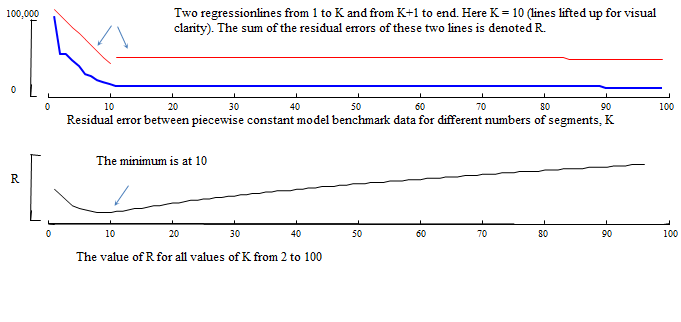 Two regressionlines from 1 to K and from K+1 to end. Here K = 10 (lines lifted up for visual
clarity). The sum of the residual errors of these two lines is denoted R.
100,000
0
0 10 20 30 40 50 60 70 80 90 100
Residual error between piecewise constant model benchmark data for different numbers of segments, K
The minimum is at 10
R
0 10 20 30 40 50 60 70 80 90 100
The value of R for all values of K from 2 to 100